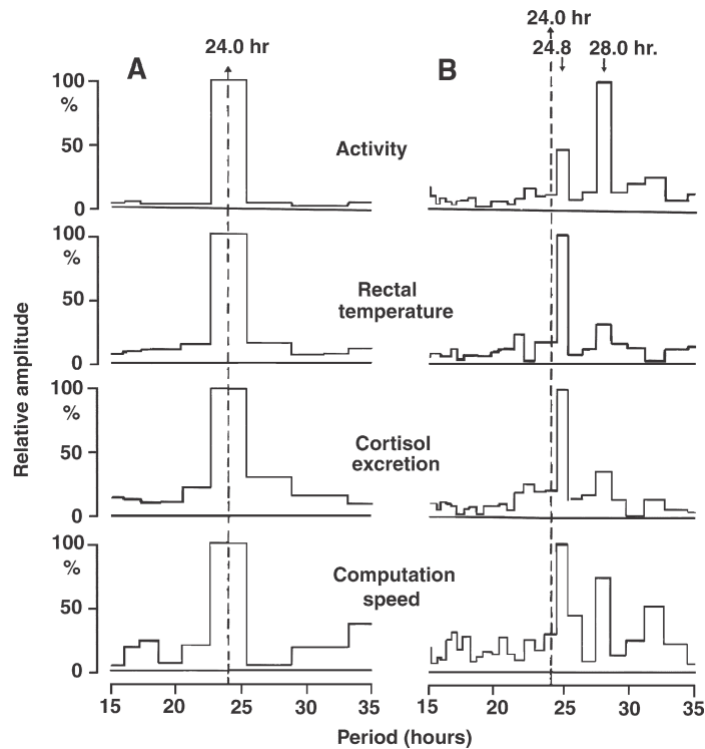 24.0 hr
A
24.0 hr
24.8
28.0 hr.
B
100
%
50
0
Activity
100
%
50
0
Rectal
temperature
100
%
50
0
Cortisol
excretion
100
%
50
0
Computation
speed
Relative amplitude
15 20 25 30 35
15 20 25 30 35
Period (hours)